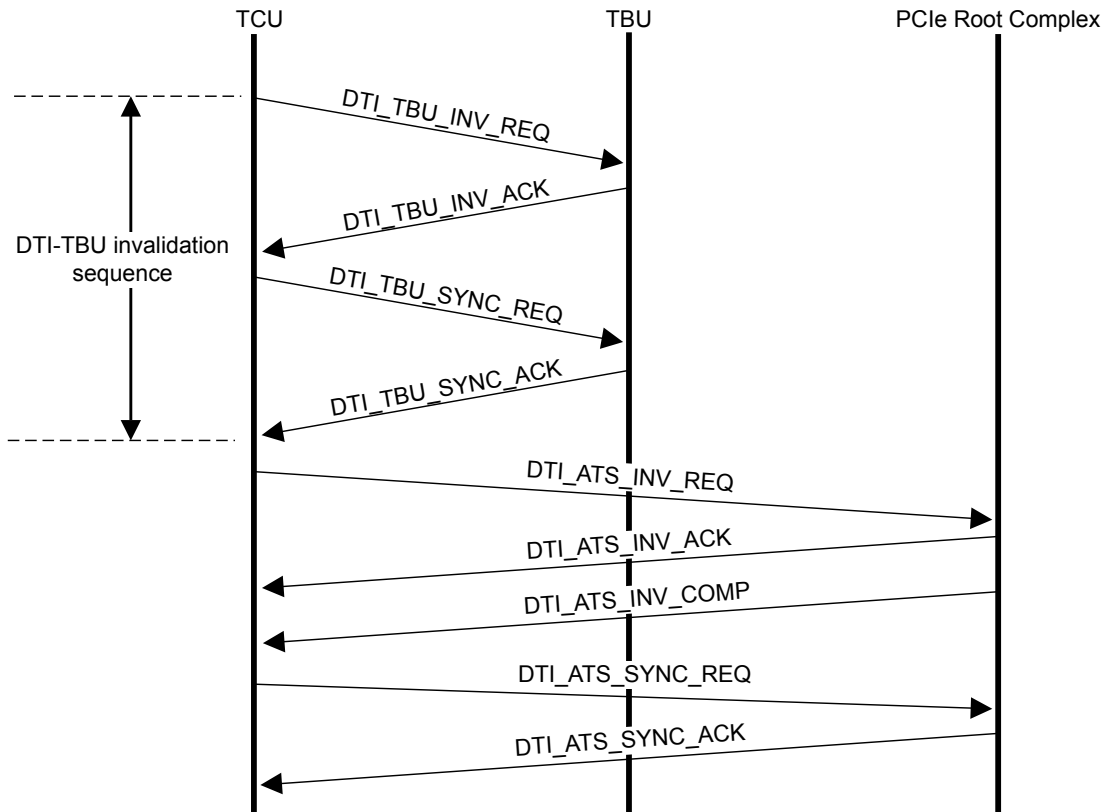 TCU
TBU
PCIe Root Complex
DTI_TBU_INV_REQ
DTI_TBU_INV_ACK
DTI-TBU invalidation
sequence
DTI_TBU_SYNC_REQ
DTI_TBU_SYNC_ACK
DTI_ATS_INV_REQ
DTI_ATS_INV_ACK
DTI_ATS_INV_COMP
DTI_ATS_SYNC_REQ
DTI_ATS_SYNC_ACK